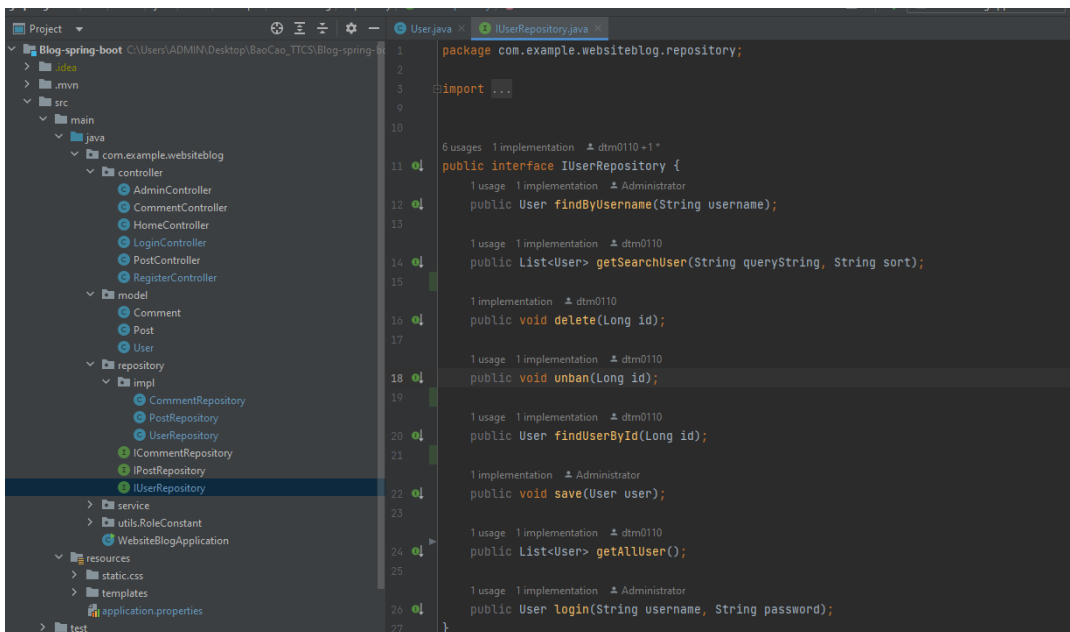 Project
Blog-spring-boot C:\Users\ADMIN\Desktop\BaoCao_TTCS\Blog-spring-bo
.idea
.mvn
src
main
java
com.example.websiteblog
controller
AdminController
CommentController
HomeController
LoginController
PostController
RegisterController
model
Comment
Post
User
repository
impl
CommentRepository
PostRepository
UserRepository
ICommentRepository
IPostRepository
IUserRepository
service
utils.RoleConstant
WebsiteBlogApplication
resources
static.css
templates
application.properties
test
User.java
IUserRepository.java
1 package com.example.websiteblog.repository;
2
3 import ...
9
10
6 usages 1 implementation dtm0110 +1 *
11 public interface IUserRepository {
1 usage 1 implementation Administrator
12 public User findByUsername(String username);
13
1 usage 1 implementation dtm0110
14 public List<User> getSearchUser(String queryString, String sort);
15
1 implementation dtm0110
16 public void delete(Long id);
17
1 usage 1 implementation dtm0110
18 public void unban(Long id);
19
1 usage 1 implementation dtm0110
20 public User findUserById(Long id);
21
1 implementation Administrator
22 public void save(User user);
23
1 usage 1 implementation dtm0110
24 public List<User> getAllUser();
25
1 usage 1 implementation Administrator
26 public User login(String username, String password);
27 }